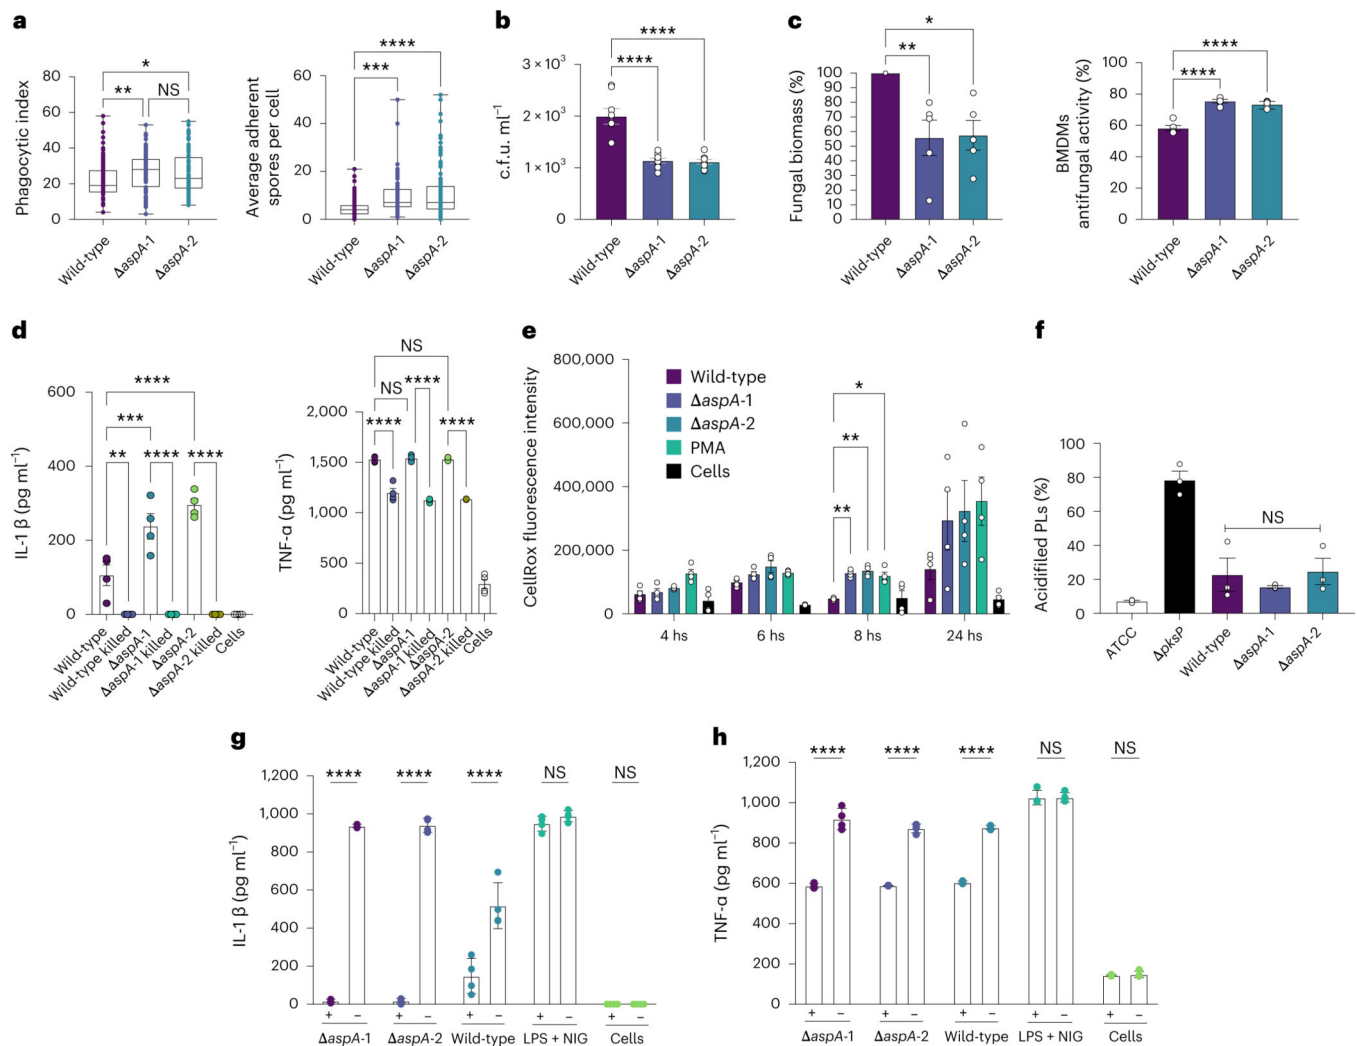 a
Phagocytic index
80
60
40
20
0
*
**
NS
Wild-type
ΔaspA-1
ΔaspA-2
Average adherent
spores per cell
60
40
20
0
****
***
Wild-type
ΔaspA-1
ΔaspA-2
b
c.f.u. ml⁻¹
3 × 10³
2 × 10³
1 × 10³
0
****
****
Wild-type
ΔaspA-1
ΔaspA-2
c
Fungal biomass (%)
100
90
80
70
60
50
40
30
20
10
0
*
**
Wild-type
ΔaspA-1
ΔaspA-2
BMDMs
antifungal activity (%)
100
80
60
40
20
0
****
****
Wild-type
ΔaspA-1
ΔaspA-2
d
IL-1 β (pg ml⁻¹)
600
400
200
0
****
***
** **** ****
Wild-type
Wild-type killed
ΔaspA-1
ΔaspA-1 killed
ΔaspA-2
ΔaspA-2 killed
Cells
TNF-α (pg ml⁻¹)
2,000
1,500
1,000
500
0
NS
NS ****
**** ****
Wild-type
Wild-type killed
ΔaspA-1
ΔaspA-1 killed
ΔaspA-2
ΔaspA-2 killed
Cells
e
CellRox fluorescence intensity
800,000
600,000
400,000
200,000
0
Wild-type
ΔaspA-1
ΔaspA-2
PMA
Cells
*
**
**
4 hs 6 hs 8 hs 24 hs
f
Acidifified PLs (%)
100
80
60
40
20
0
NS
ATCC
ΔpksP
Wild-type
ΔaspA-1
ΔaspA-2
g
IL-1 β (pg ml⁻¹)
1,200
1,000
800
600
400
200
0
**** **** **** NS NS
+ − + − + − + − + −
ΔaspA-1 ΔaspA-2 Wild-type LPS + NIG Cells
h
TNF-α (pg ml⁻¹)
1,200
1,000
800
600
400
200
0
**** **** **** NS NS
+ − + − + − + − + −
ΔaspA-1 ΔaspA-2 Wild-type LPS + NIG Cells